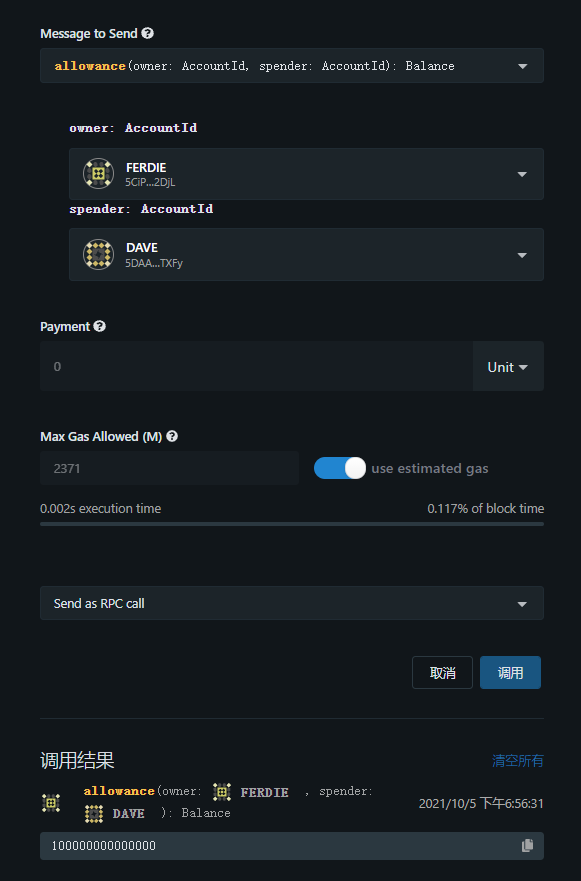 Message to Send
allowance(owner: AccountId, spender: AccountId): Balance
owner: AccountId
FERDIE
5CiP...2DjL
spender: AccountId
DAVE
5DAA...TXFy
Payment
0 Unit
Max Gas Allowed (M)
2371 use estimated gas
0.002s execution time 0.117% of block time
Send as RPC call
取消 调用
调用结果 清空所有
allowance(owner: FERDIE , spender:
DAVE ): Balance
2021/10/5 下午6:56:31
100000000000000